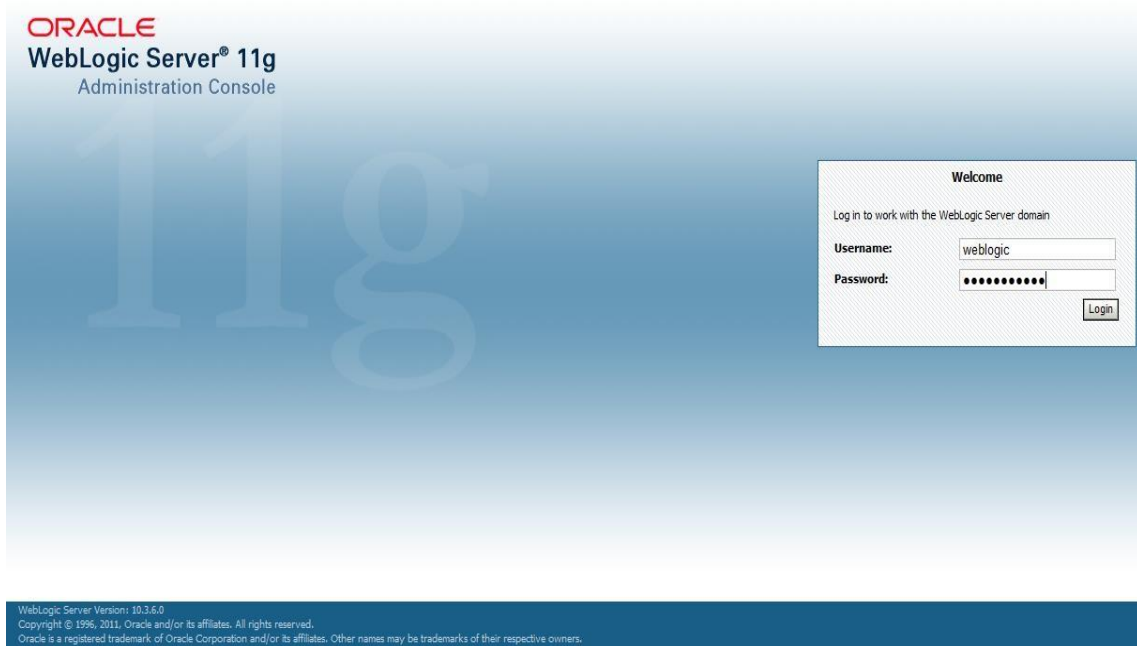 ORACLE
WebLogic Server® 11g
Administration Console
11g
Welcome
Log in to work with the WebLogic Server domain
Username: weblogic
Password: ●●●●●●●●●●●
Login
WebLogic Server Version: 10.3.6.0
Copyright © 1996, 2011, Oracle and/or its affiliates. All rights reserved.
Oracle is a registered trademark of Oracle Corporation and/or its affiliates. Other names may be trademarks of their respective owners.